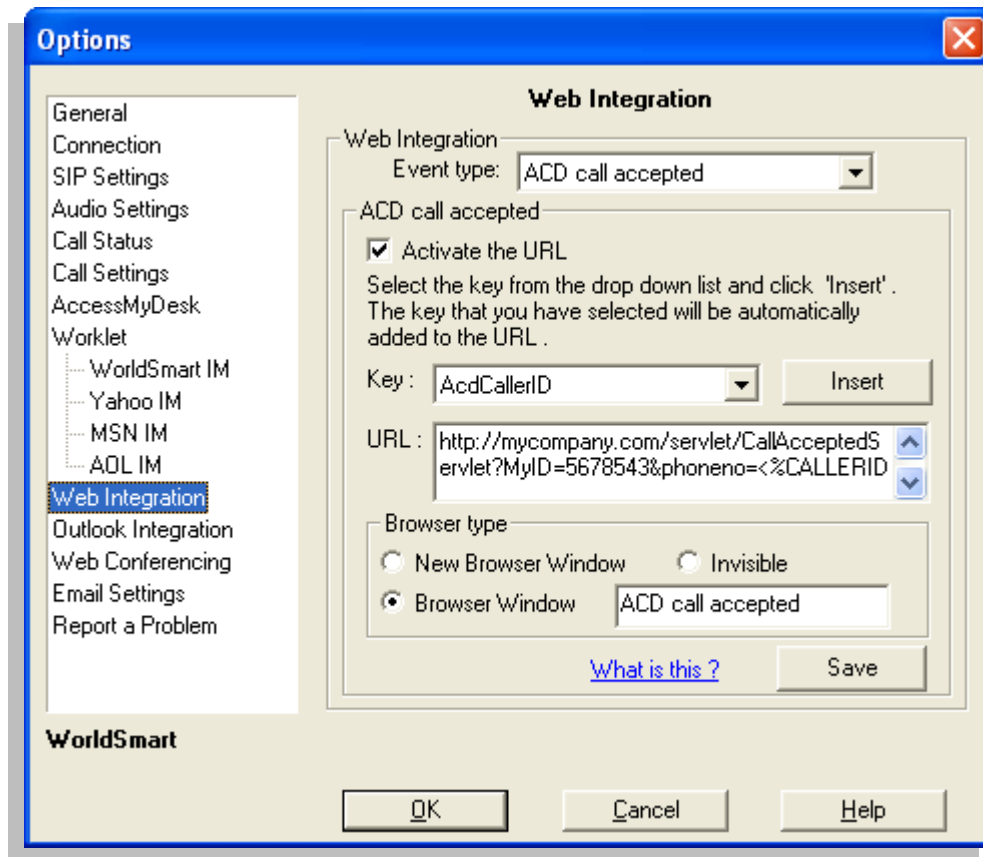 Options
General
Connection
SIP Settings
Audio Settings
Call Status
Call Settings
AccessMyDesk
Worklet
WorldSmart IM
Yahoo IM
MSN IM
AOL IM
Web Integration
Outlook Integration
Web Conferencing
Email Settings
Report a Problem
WorldSmart
Web Integration
Web Integration
Event type: ACD call accepted
ACD call accepted
Activate the URL
Select the key from the drop down list and click 'Insert' .
The key that you have selected will be automatically
added to the URL .
Key : AcdCallerID Insert
URL : http://mycompany.com/servlet/CallAcceptedS
ervlet?MyID=5678543&phoneno=<%CALLERID
Browser type
New Browser Window Invisible
Browser Window ACD call accepted
What is this ? Save
OK Cancel Help